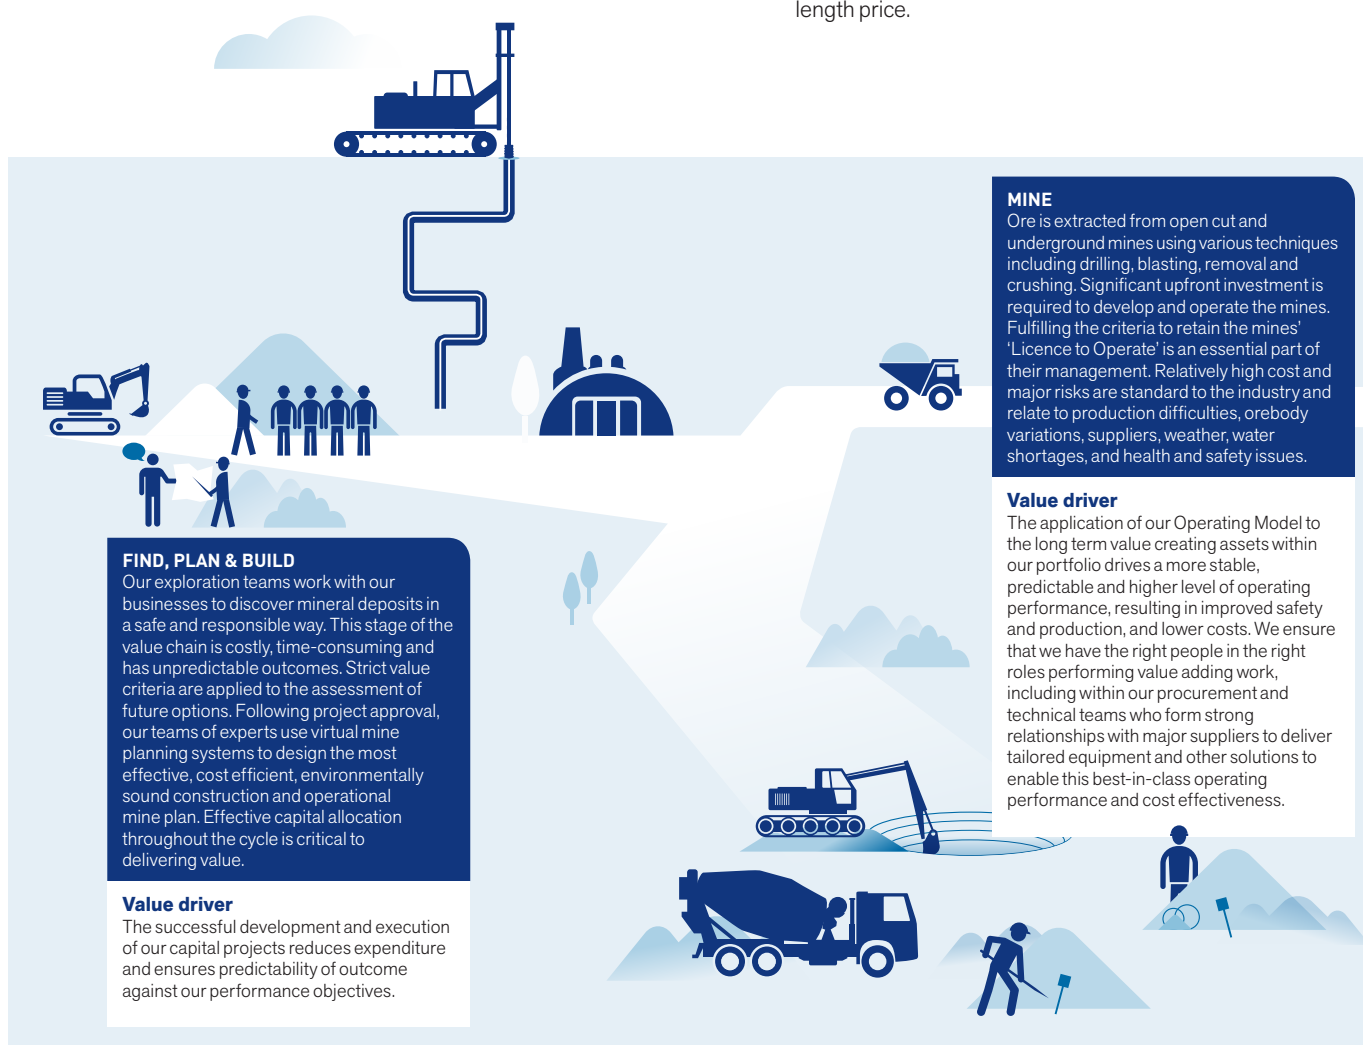 length price.
MINE
Ore is extracted from open cut and
underground mines using various techniques
including drilling, blasting, removal and
crushing. Significant upfront investment is
required to develop and operate the mines.
Fulfilling the criteria to retain the mines’
‘Licence to Operate’ is an essential part of
their management. Relatively high cost and
major risks are standard to the industry and
relate to production difficulties, orebody
variations, suppliers, weather, water
shortages, and health and safety issues.
Value driver
The application of our Operating Model to
the long term value creating assets within
our portfolio drives a more stable,
predictable and higher level of operating
performance, resulting in improved safety
and production, and lower costs. We ensure
that we have the right people in the right
roles performing value adding work,
including within our procurement and
technical teams who form strong
relationships with major suppliers to deliver
tailored equipment and other solutions to
enable this best-in-class operating
performance and cost effectiveness.
FIND, PLAN & BUILD
Our exploration teams work with our
businesses to discover mineral deposits in
a safe and responsible way. This stage of the
value chain is costly, time-consuming and
has unpredictable outcomes. Strict value
criteria are applied to the assessment of
future options. Following project approval,
our teams of experts use virtual mine
planning systems to design the most
effective, cost efficient, environmentally
sound construction and operational
mine plan. Effective capital allocation
throughout the cycle is critical to
delivering value.
Value driver
The successful development and execution
of our capital projects reduces expenditure
and ensures predictability of outcome
against our performance objectives.